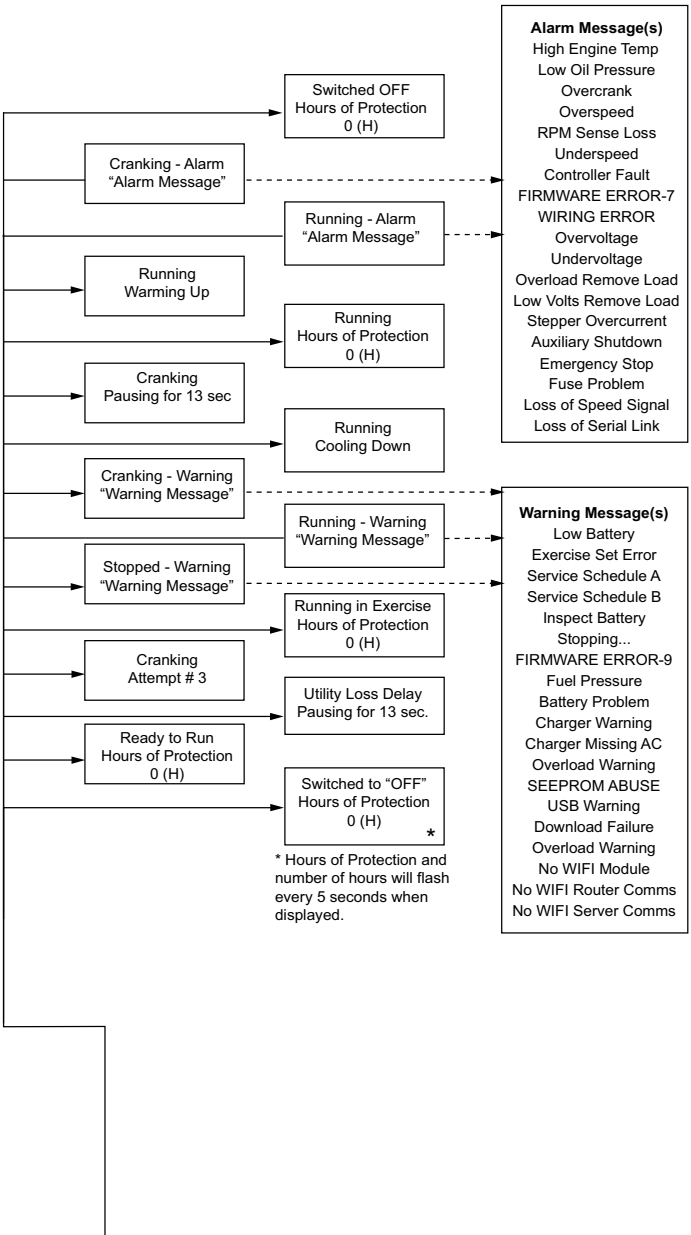 Switched OFF
Hours of Protection
0 (H)
Cranking - Alarm
“Alarm Message”
Running - Alarm
“Alarm Message”
Running
Warming Up
Running
Hours of Protection
0 (H)
Cranking
Pausing for 13 sec
Running
Cooling Down
Cranking - Warning
“Warning Message”
Running - Warning
“Warning Message”
Stopped - Warning
“Warning Message”
Running in Exercise
Hours of Protection
0 (H)
Cranking
Attempt # 3
Utility Loss Delay
Pausing for 13 sec.
Ready to Run
Hours of Protection
0 (H)
Switched to “OFF”
Hours of Protection
0 (H)
*
* Hours of Protection and
number of hours will flash
every 5 seconds when
displayed.
Alarm Message(s)
High Engine Temp
Low Oil Pressure
Overcrank
Overspeed
RPM Sense Loss
Underspeed
Controller Fault
FIRMWARE ERROR-7
WIRING ERROR
Overvoltage
Undervoltage
Overload Remove Load
Low Volts Remove Load
Stepper Overcurrent
Auxiliary Shutdown
Emergency Stop
Fuse Problem
Loss of Speed Signal
Loss of Serial Link
Warning Message(s)
Low Battery
Exercise Set Error
Service Schedule A
Service Schedule B
Inspect Battery
Stopping...
FIRMWARE ERROR-9
Fuel Pressure
Battery Problem
Charger Warning
Charger Missing AC
Overload Warning
SEEPROM ABUSE
USB Warning
Download Failure
Overload Warning
No WIFI Module
No WIFI Router Comms
No WIFI Server Comms